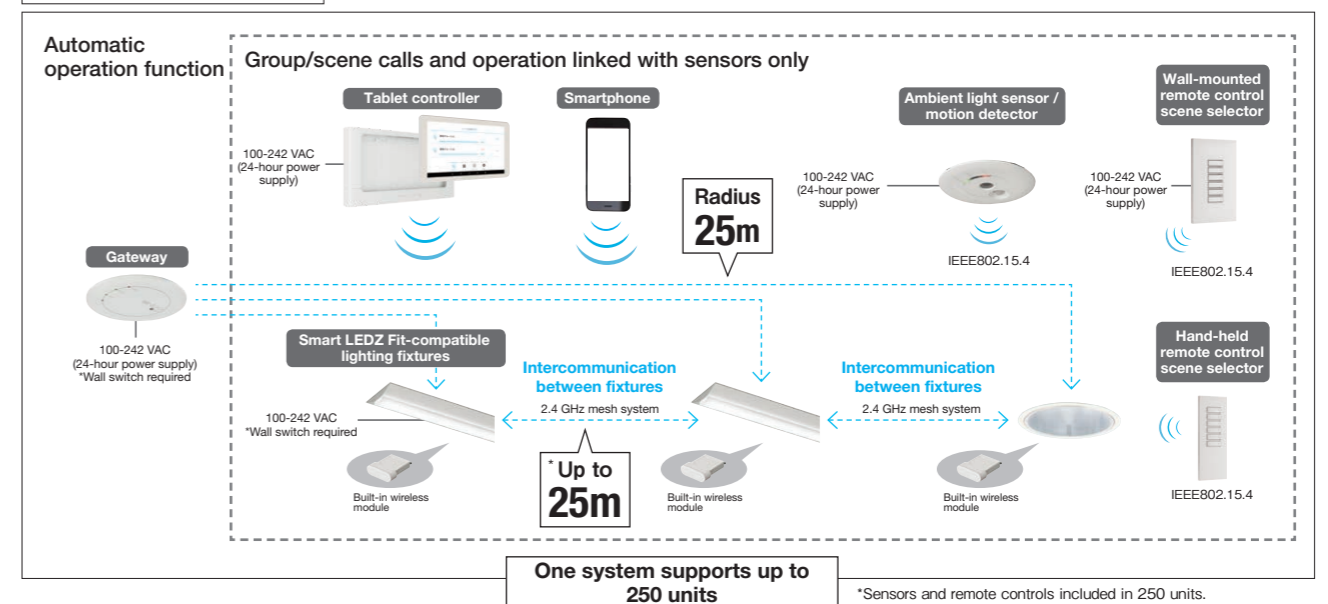 Automatic
operation function
Group/scene calls and operation linked with sensors only
Tablet controller
100-242 VAC
(24-hour power
supply)
Smartphone
Radius
25m
Ambient light sensor /
motion detector
100-242 VAC
(24-hour power
supply)
IEEE802.15.4
Wall-mounted
remote control
scene selector
100-242 VAC
(24-hour power
supply)
IEEE802.15.4
Gateway
100-242 VAC
(24-hour power supply)
*Wall switch required
Smart LEDZ Fit-compatible
lighting fixtures
100-242 VAC
*Wall switch required
Built-in wireless
module
Intercommunication
between fixtures
2.4 GHz mesh system
*Up to
25m
Built-in wireless
module
Intercommunication
between fixtures
2.4 GHz mesh system
Built-in wireless
module
Hand-held
remote control
scene selector
IEEE802.15.4
One system supports up to
250 units
*Sensors and remote controls included in 250 units.